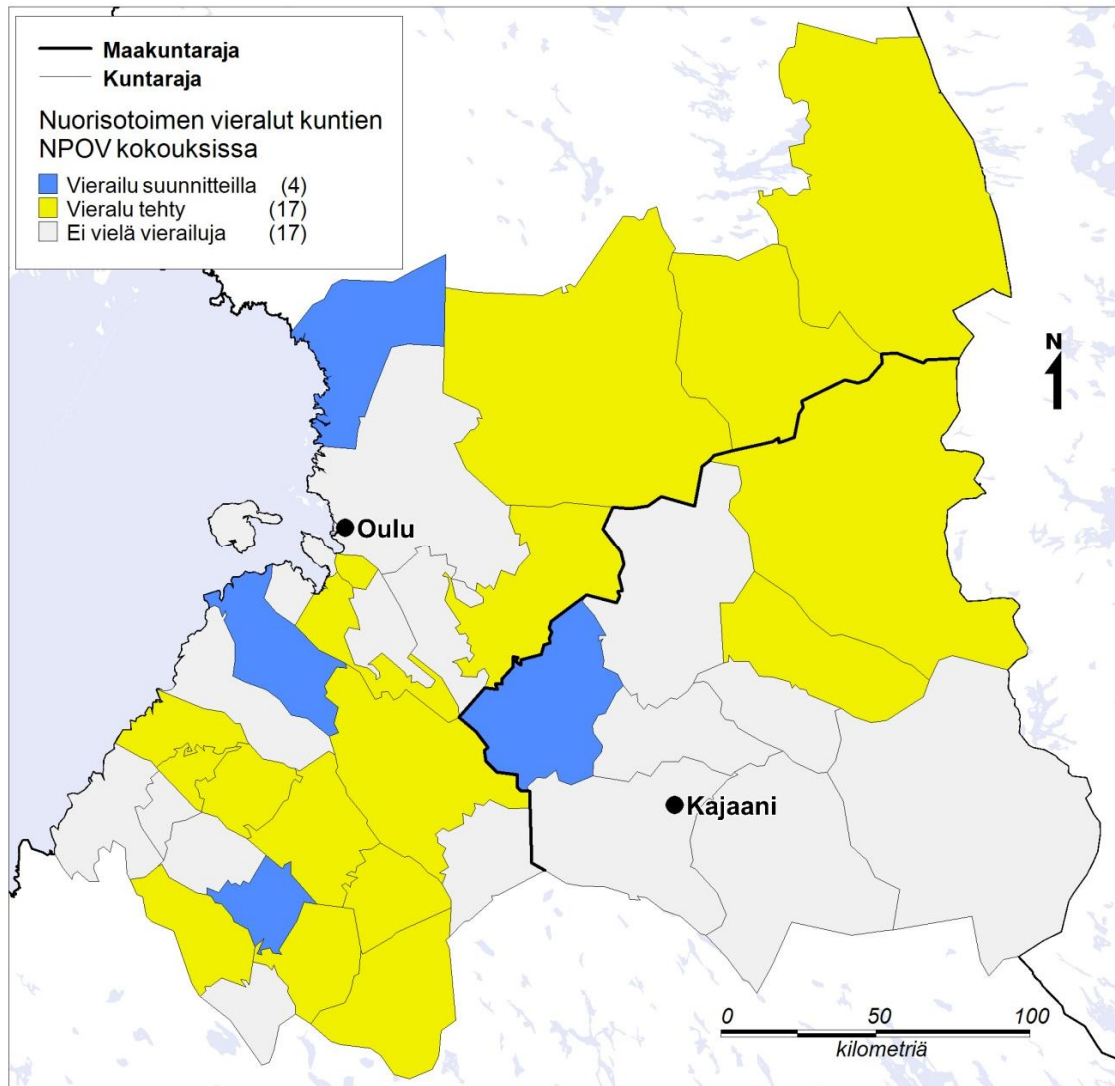 Maakuntaraja
Kuntaraja
Nuorisotoimen vieralut kuntien
NPOV kokouksissa
Vierailu suunnitteilla (4)
Vieralu tehty (17)
Ei vielä vierailuja (17)
N
Oulu
Kajaani
0 50 100
kilometriä